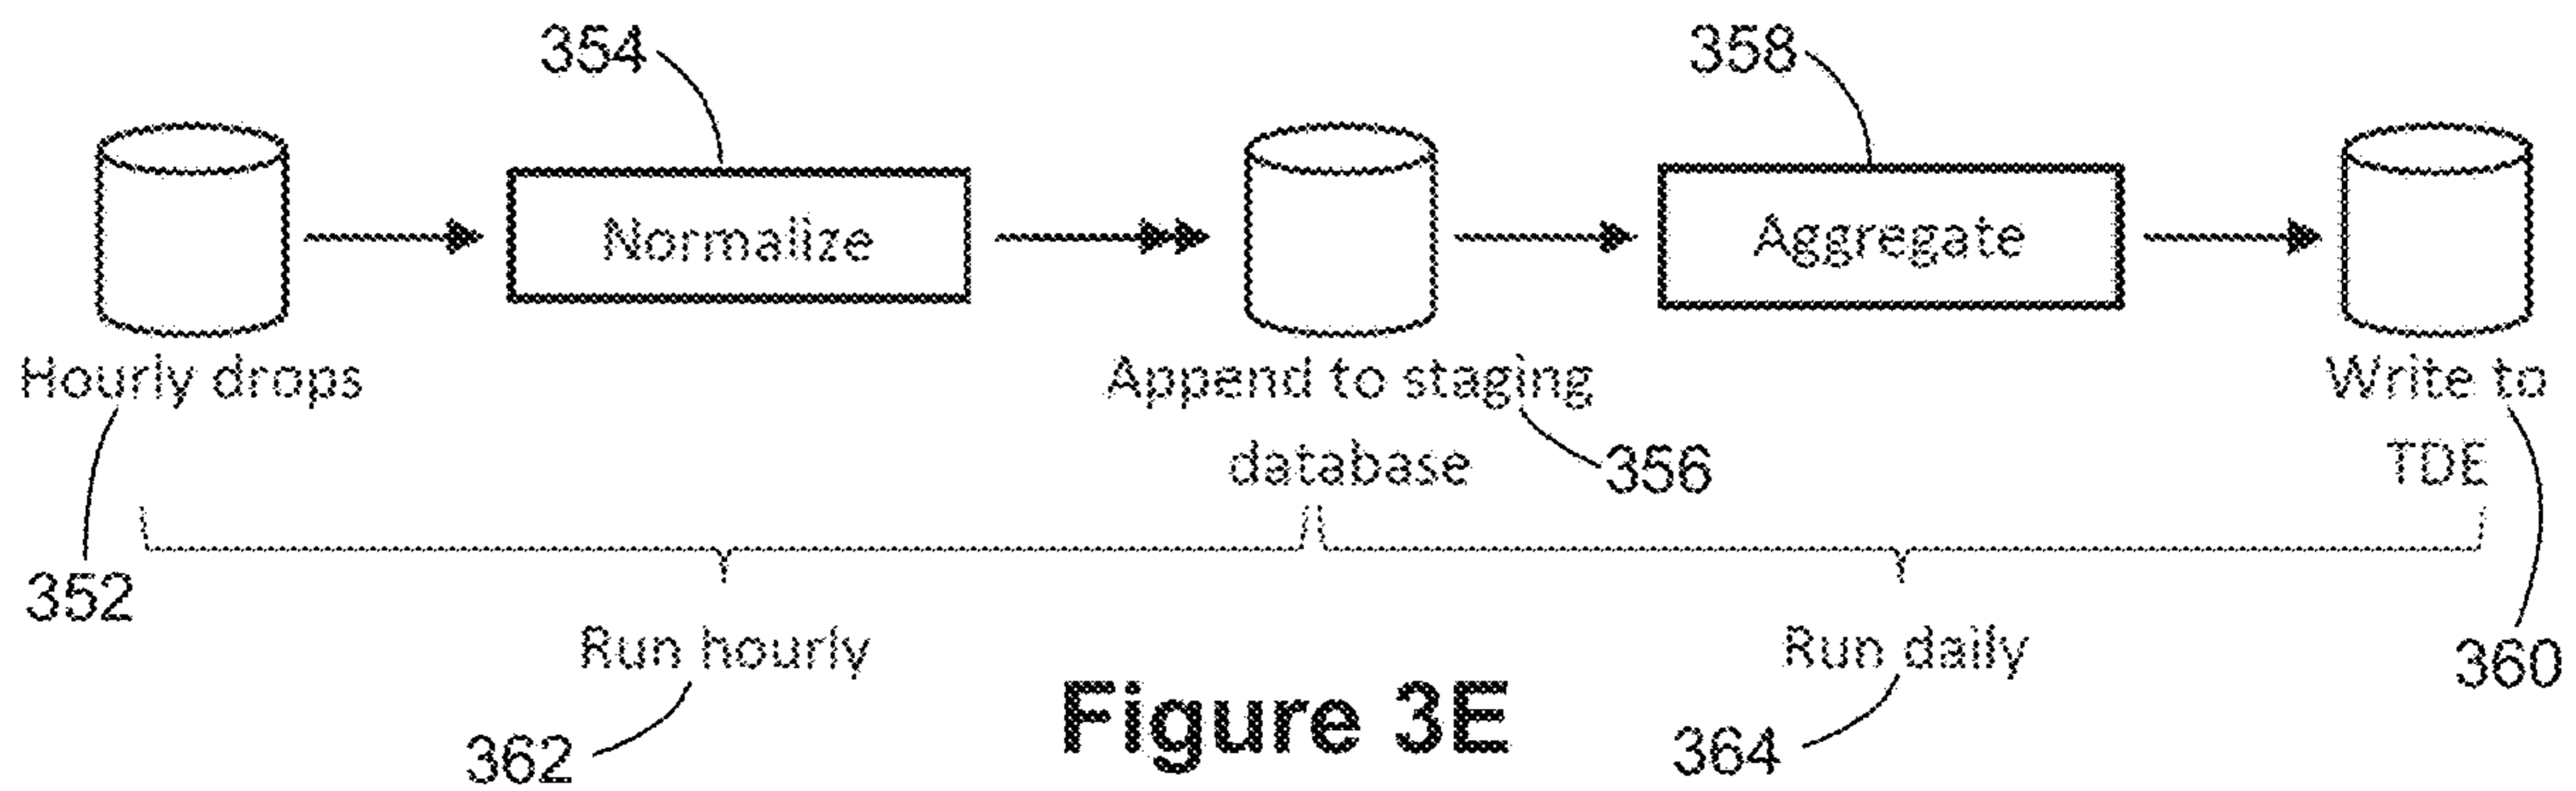 354
358
Normalize
Aggregate
Hourly drops
Append to staging
database
Write to
TDE
356
352
Run hourly
Run daily
360
362
364
Figure 3E